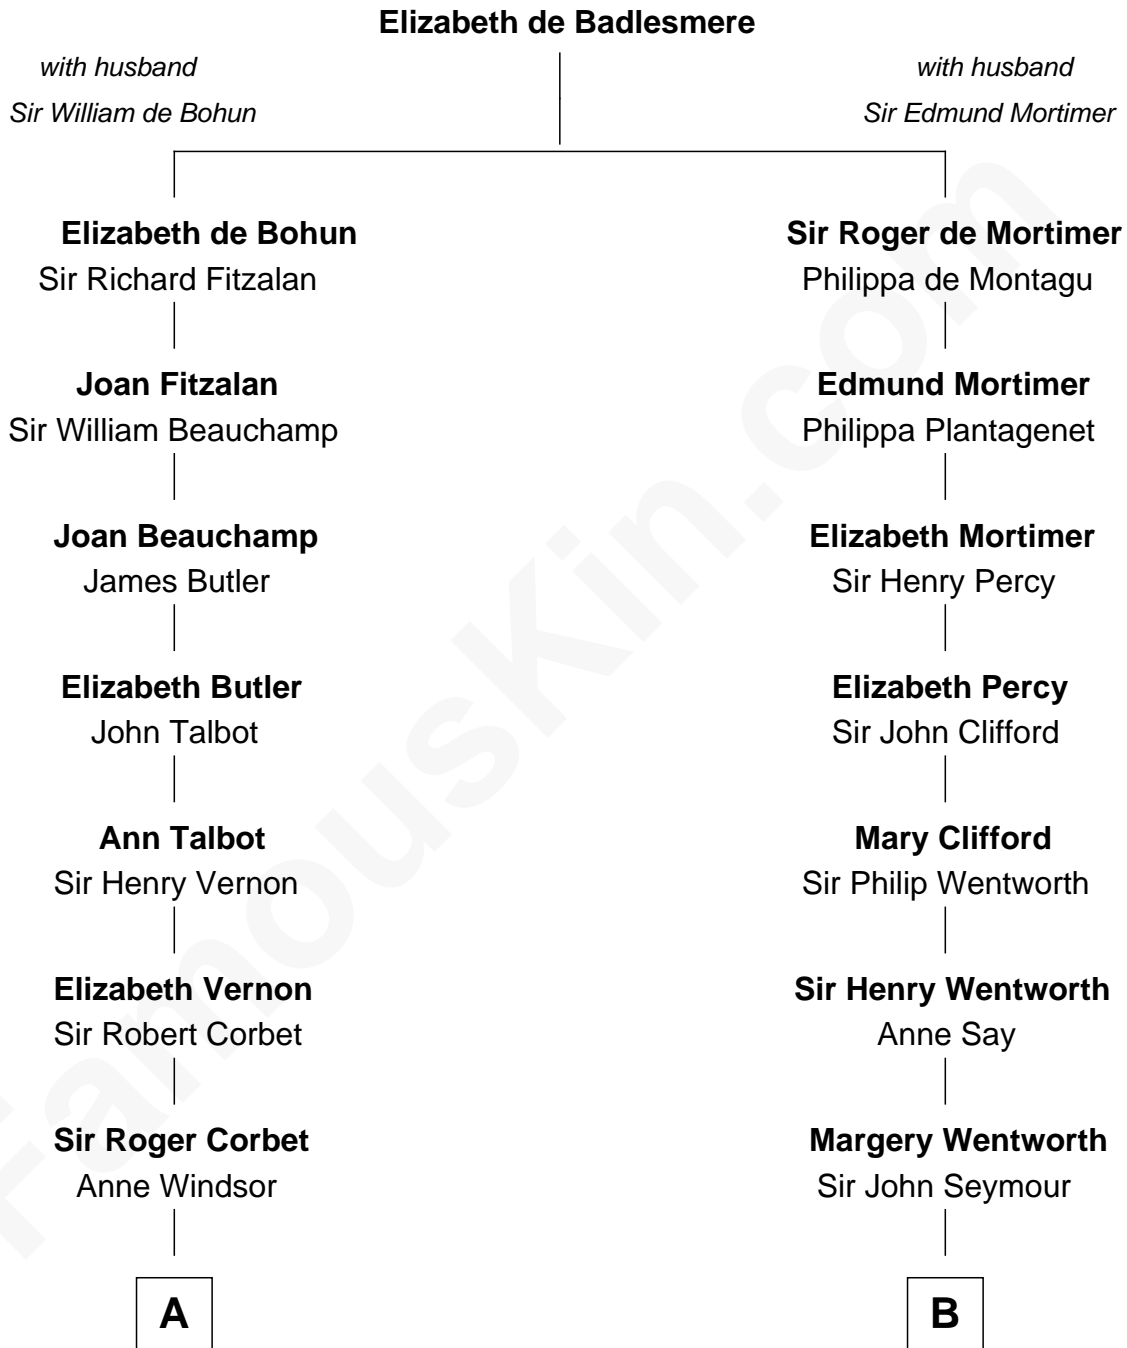 Elizabeth de Badlesmere
with husband
Sir William de Bohun
with husband
Sir Edmund Mortimer
Elizabeth de Bohun
Sir Richard Fitzalan
Sir Roger de Mortimer
Philippa de Montagu
Joan Fitzalan
Sir William Beauchamp
Edmund Mortimer
Philippa Plantagenet
Joan Beauchamp
James Butler
Elizabeth Mortimer
Sir Henry Percy
Elizabeth Butler
John Talbot
Elizabeth Percy
Sir John Clifford
Ann Talbot
Sir Henry Vernon
Mary Clifford
Sir Philip Wentworth
Elizabeth Vernon
Sir Robert Corbet
Sir Henry Wentworth
Anne Say
Sir Roger Corbet
Anne Windsor
Margery Wentworth
Sir John Seymour
A
B
FamousKin.com